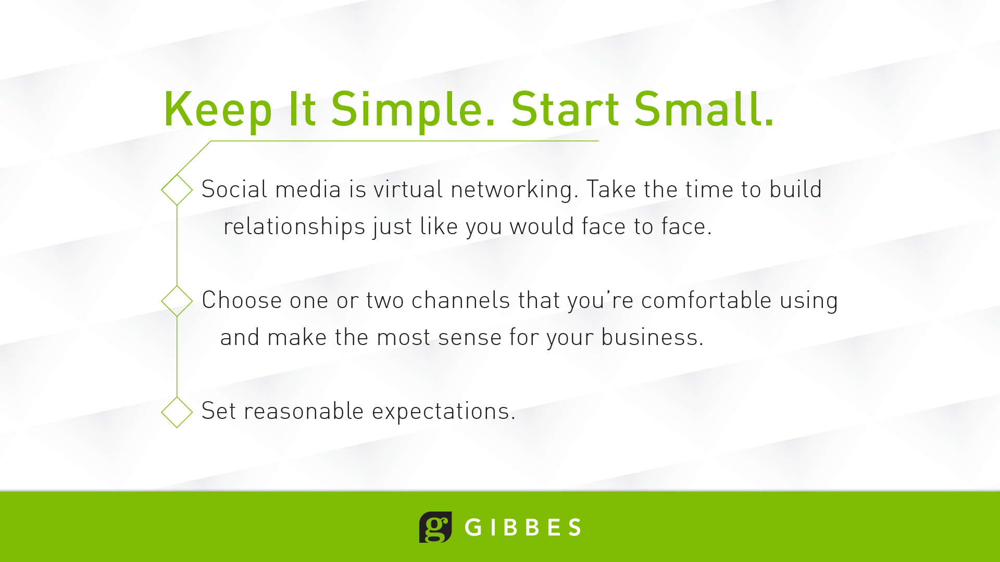 Keep It Simple. Start Small.
Social media is virtual networking. Take the time to build
relationships just like you would face to face.
Choose one or two channels that you’re comfortable using
and make the most sense for your business.
Set reasonable expectations.
g GIBBES